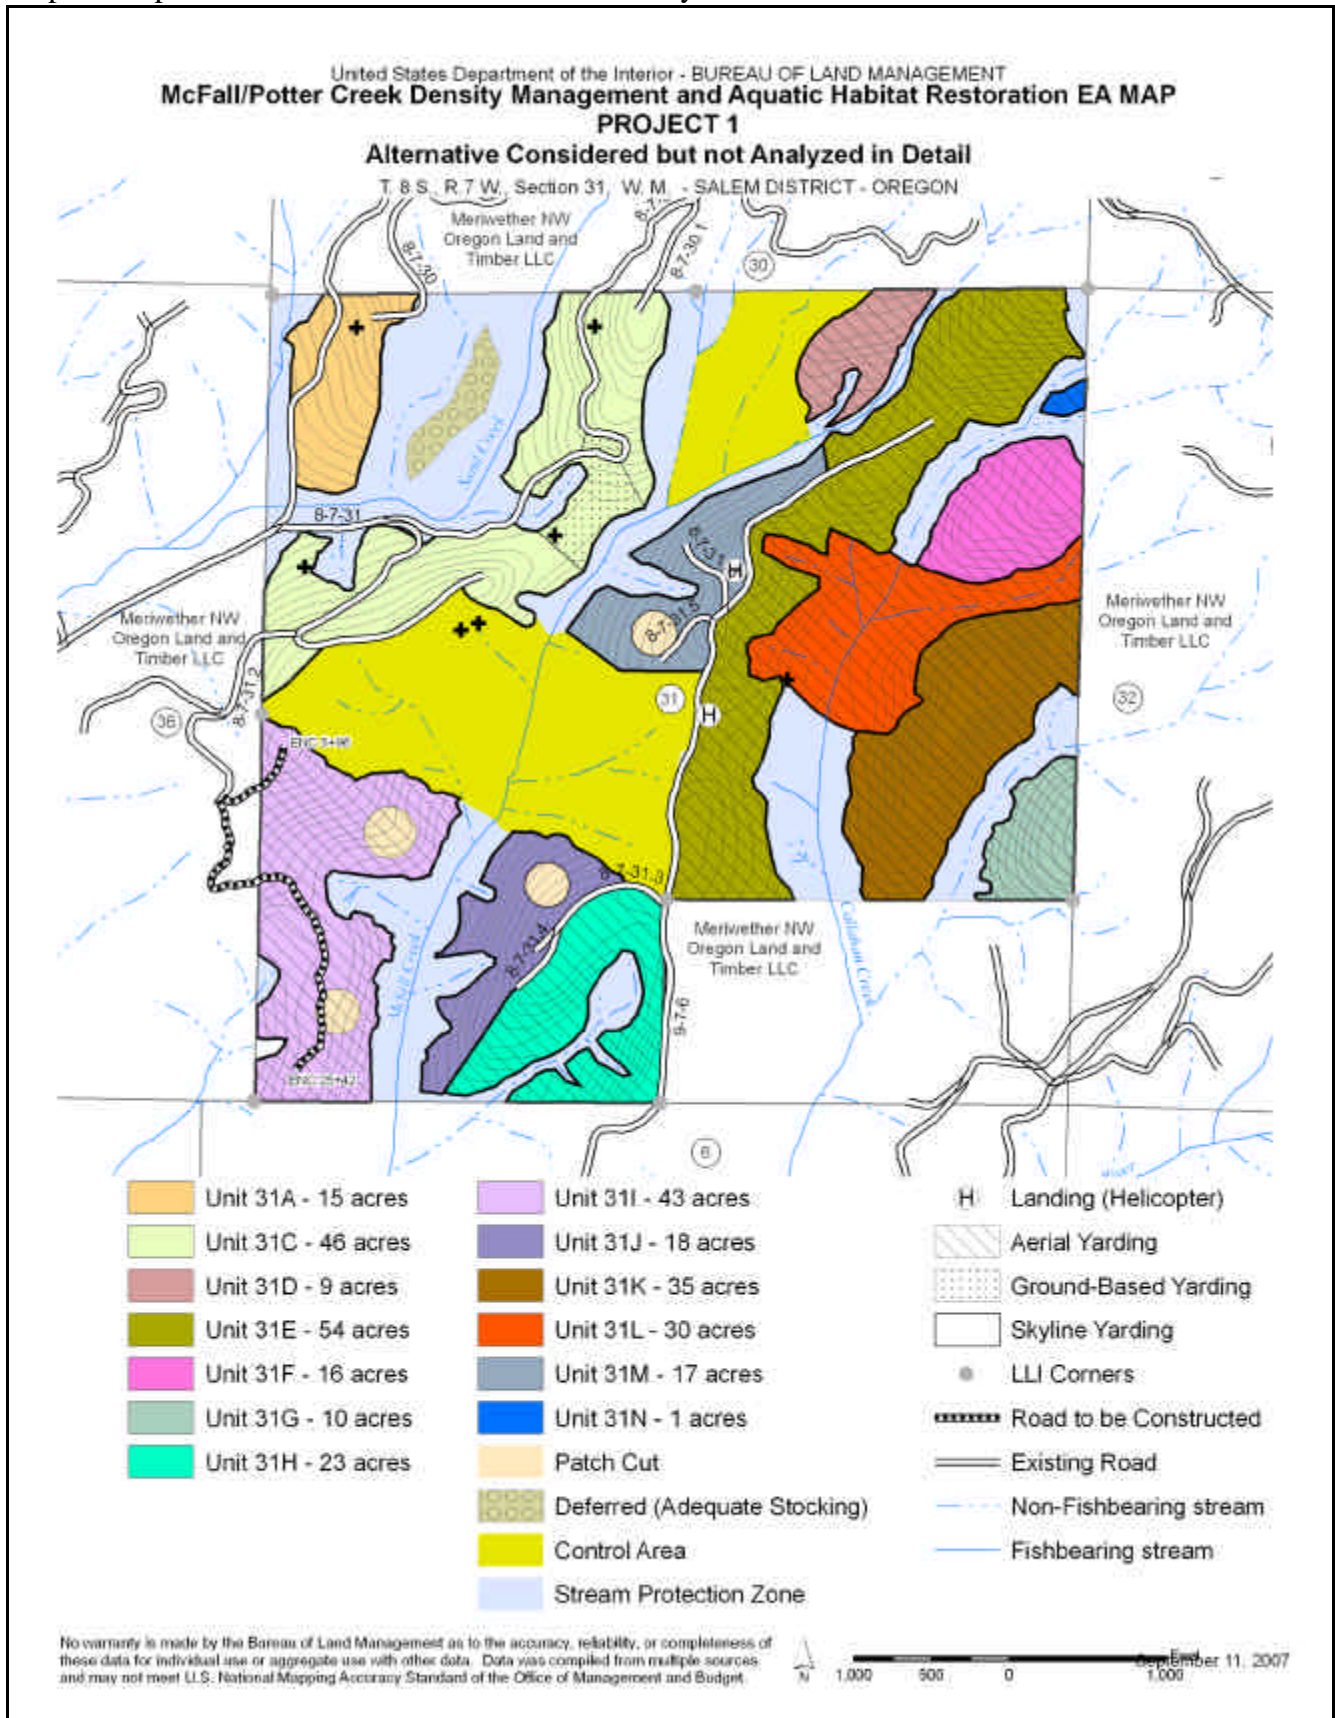 United States Department of the Interior - BUREAU OF LAND MANAGEMENT
McFall/Potter Creek Density Management and Aquatic Habitat Restoration EA MAP
PROJECT 1
Alternative Considered but not Analyzed in Detail
T. 8 S., R.7 W., Section 31, W. M. - SALEM DISTRICT - OREGON
Meriwether NW
Oregon Land and
Timber LLC
8-7-30
8-7-30.1
30
8-7-31
8-7-31.5
H
Meriwether NW
Oregon Land and
Timber LLC
Meriwether NW
Oregon Land and
Timber LLC
8-7-31.2
36
31
H
32
8-7-31.3
8-7-31.4
Meriwether NW
Oregon Land and
Timber LLC
Callahan Creek
9-7-6
6
Unit 31A - 15 acres
Unit 31C - 46 acres
Unit 31D - 9 acres
Unit 31E - 54 acres
Unit 31F - 16 acres
Unit 31G - 10 acres
Unit 31H - 23 acres
Unit 31I - 43 acres
Unit 31J - 18 acres
Unit 31K - 35 acres
Unit 31L - 30 acres
Unit 31M - 17 acres
Unit 31N - 1 acres
Patch Cut
Deferred (Adequate Stocking)
Control Area
Stream Protection Zone
H Landing (Helicopter)
Aerial Yarding
Ground-Based Yarding
Skyline Yarding
LLI Corners
Road to be Constructed
Existing Road
Non-Fishbearing stream
Fishbearing stream
No warranty is made by the Bureau of Land Management as to the accuracy, reliability, or completeness of
these data for individual use or aggregate use with other data. Data was compiled from multiple sources
and may not meet U.S. National Mapping Accuracy Standard of the Office of Management and Budget.
N
1,000 500 0 1,000
Feet
September 11, 2007